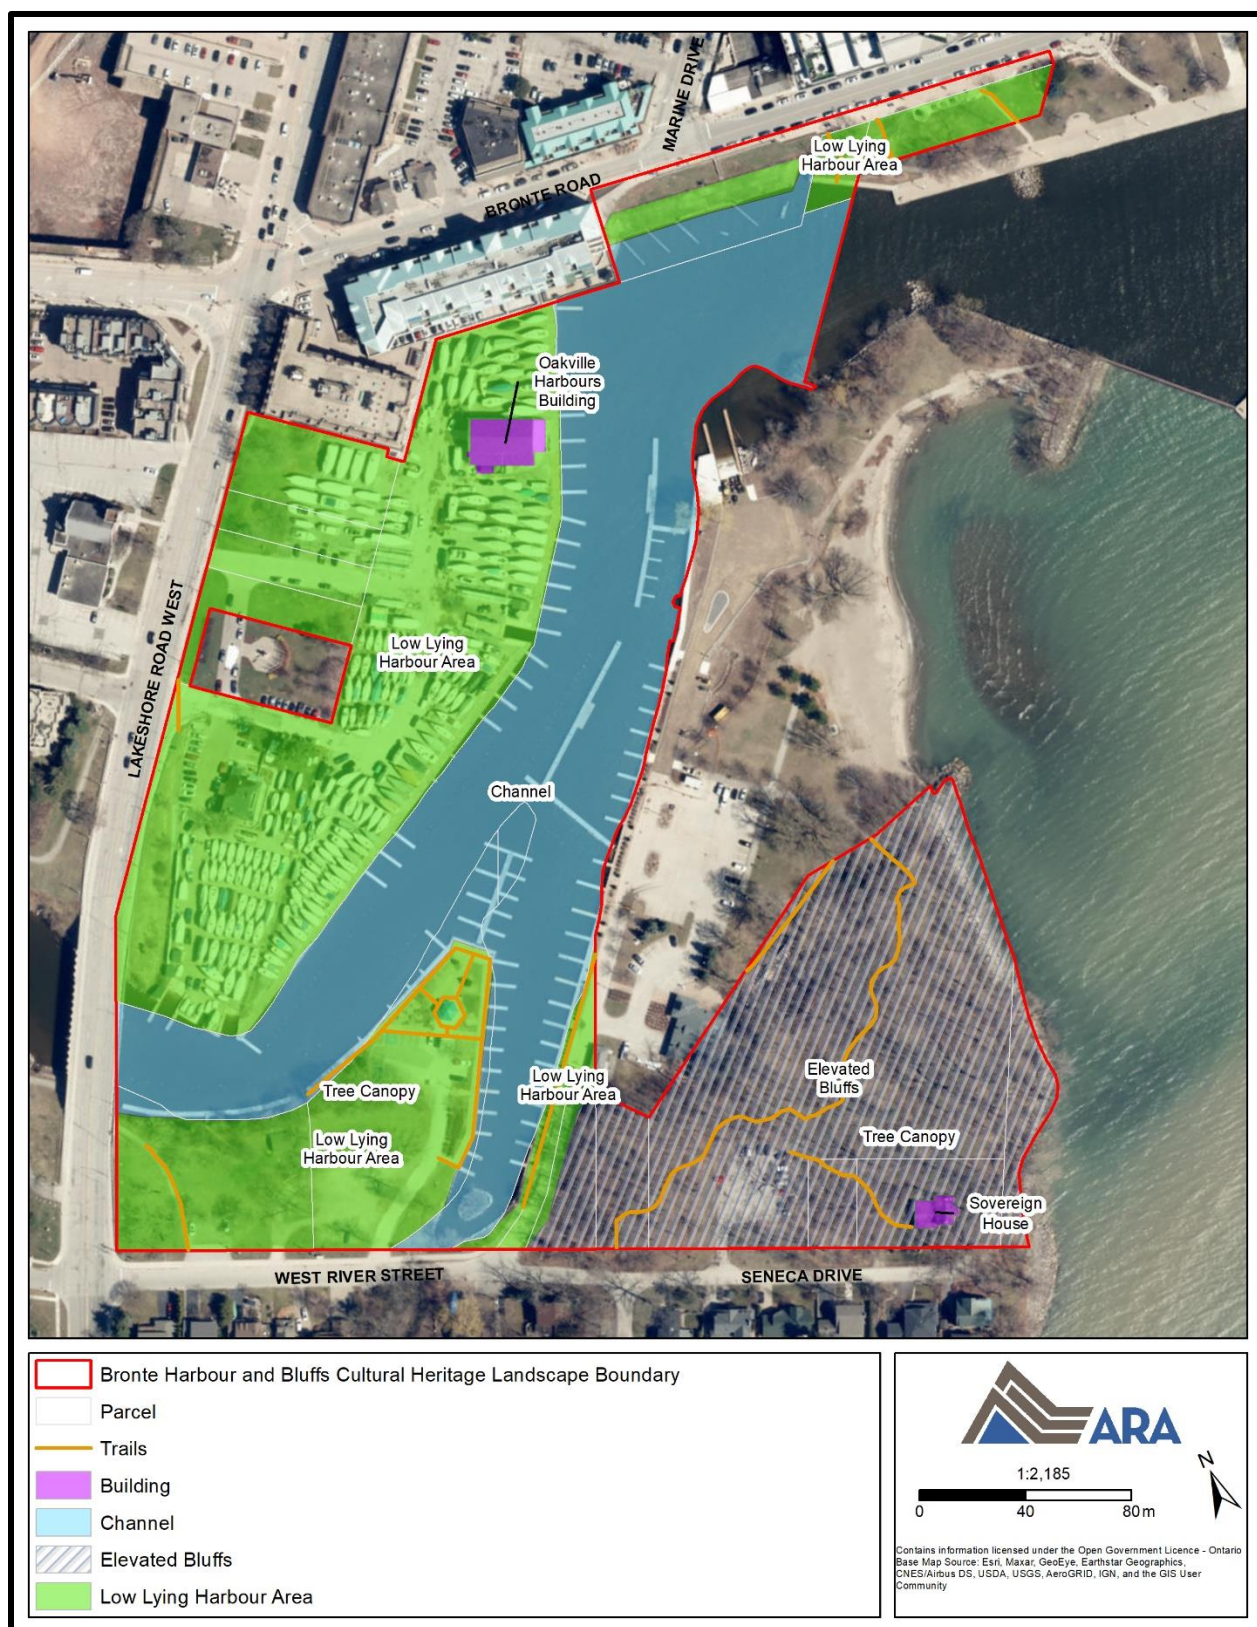 MARINE DRIVE
Low Lying
Harbour Area
BRONTE ROAD
Oakville
Harbours
Building
LAKESHORE ROAD WEST
Low Lying
Harbour Area
Channel
Elevated
Bluffs
Low Lying
Harbour Area
Tree Canopy
Low Lying
Harbour Area
Tree Canopy
Sovereign
House
WEST RIVER STREET
SENECA DRIVE
Bronte Harbour and Bluffs Cultural Heritage Landscape Boundary
Parcel
Trails
Building
Channel
Elevated Bluffs
Low Lying Harbour Area
ARA
N
1:2,185
0 40 80 m
Contains information licensed under the Open Government Licence - Ontario
Base Map Source: Esri, Maxar, GeoEye, Earthstar Geographics,
CNES/Airbus DS, USDA, USGS, AeroGRID, IGN, and the GIS User
Community